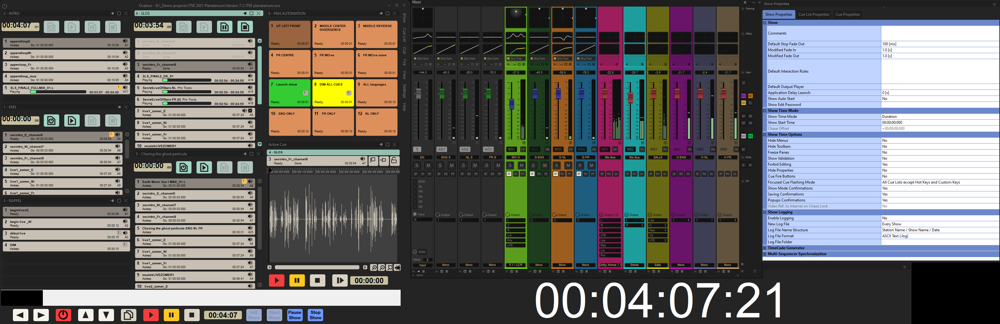 Ovation - D:\_Demo projects\JTSE 2021 Planetarium\Version 7-2 JTSE planetarium.ovs
2 - INTRO
00:04:07 :21
1 appendloopE
Asleep Go: 01:30:00:000 00:10:04 A1
2 appendloopNl
Asleep Go: 01:30:00:000 00:10:04 A2
3 appenloop_Fr
Asleep Go: 01:30:00:000 00:10:05 A3
4 appendloop_muz
Asleep Go: 01:30:00:000 00:10:05 A4
5 SLS_FINAL2_FULLMIX_01.L
Playing 00:03:07 - 00:24:42 A17
1 - EMS
00:00:00 :00
1 secintro_E_channel6
Ready Go: 00:00:03:000 00:00:54 A5
2 secintro_Nl_channel7
Asleep Go: 00:00:03:000 00:00:54 A6
3 secintro_Fr_channel8
Asleep Go: 00:00:03:000 00:00:54 A7
4 live1_zomer_E
Asleep Go: 01:00:00:000 00:07:24 A5
5 live1_zomer_Nl
Asleep Go: 01:00:00:000 00:07:24 A6
6 live1_zomer_Fr
3 - RAPPEL
1 beginlivesE
Ready 00:00:06 A1
2 begin live _Nl
Ready 00:00:12 A2
3 début live
Ready 00:00:15 A3
4 DIM
Asleep 00:00:15
4 - SLOS
00:03:54 :05
1 secintro_E_channel6
Done Gone 00:00:54 A5
2 secintro_Nl_channel7
Done Gone 00:00:54 A6
3 secintro_Fr_channel8
Ready Gone 00:00:54 A7
4 SLS_FINAL2_DX_01
Playing 00:02:54 - 00:24:55 A14
5 SecretLiveOfStars-NL Pro Tools
Playing 00:02:54 - 00:24:55 A15
6 SecretLiveOfStars-FR (2) Pro Tools
Playing 00:02:54 - 00:24:55 A16
7 live1_zomer_E
Asleep Go: 01:00:00:000 00:07:24 A5
8 live1_zomer_Nl
Asleep Go: 01:00:00:000 00:07:24 A6
9 live1_zomer_Fr
Asleep Go: 01:00:00:000 00:07:24 A7
10 muziekLIVEZOMER1
5 - Chasing the ghost particule
00:00:00 :00
1 Earth Moon Sun I M&E_01.L
Asleep Go: 00:01:00:000 00:28:34 A8
2 secintro_E_channel6
Asleep Go: 00:00:03:000 00:00:54 A5
3 secintro_Nl_channel7
Asleep Go: 00:00:03:000 00:00:54 A6
4 secintro_Fr_channel8
Asleep Go: 00:00:03:000 00:00:54 A7
5 Chasing the ghost particule ENG NL FR
Asleep 00:30:31 A23
6 live1_zomer_E
Asleep Go: 01:00:00:000 00:07:24 A5
7 live1_zomer_Nl
Asleep Go: 01:00:00:000 00:07:24 A6
8 live1_zomer_Fr
Asleep Go: 01:00:00:000 00:07:24 A7
9 muziekLIVEZOMER1
Asleep Go: 01:00:00:000 00:09:41 A4
10 live2_zomer_E
6 - PAN AUTOMATION
1 UP LEFT FRONT
Ready 00:00:01
2 MIDDLE CENTER
DIVERGENCE
Ready 00:00:01
3 MIDDLE REVERSE
Ready 00:00:01
4 FR CENTRE
Ready 00:00:01
5 FR MOve
Ready 00:00:01
6 FR MOve more
Ready 00:00:01
7 Launch show
Ready 00:00:01
8 DIM ALL CUES
Ready 00:00:01
9 ALL languages
Ready 00:00:10
10 ENG ONLY
Ready 00:00:10
11 FR ONLY
Ready 00:00:10
12 NL ONLY
Ready 00:00:10
Active Cue
4 - SLOS
3 secintro_Fr_channel8
Ready Gone 00:00:54 A7
00:00:00:000 00:00:10:000 00:00:20:000 00:00:30:000 00:00:40:000 00:00:50
00:00:00
Show Cue List Cue Fire View Settings Help
00:04:07
Init Show
Start Show
Pause Show
Stop Show
Mixer
Panning
Effect
Strip Tools Strip Tools Strip Tools Strip Tools Strip Tools Strip Tools Strip Tools Strip Tools
-144.5 -45.5 -26.0 -76.3 -27.5 -45.5 -58.8 -76.3 -22.8 -29.7 -3.5 -21.7 -2.4 -21.7
Gain
1 AG1 AG2 AG3 MG1 MG2 MG3 MG4 MB1 MB2 MB3 MB4 MB5 MB6
EN ENG S NL S FR S MIX G G ENG G NL G FR Mix Bus Mix Bus SALLE H ENG H NL H FR
Mute
I/O
ENG
NL
FR
G4
G5
G6
Input Output Output Output Output Output Output Output Output 1-8 Output Output Output Output Output
M 1 1 1 L C C C L L 1 Lss 1 6 1 7 1 8
C R R 2 C 3
R C Rss 4
Lrs LFE Cs
Rrs Lss LFE 5
LFE Rss
Lrs
Rrs
D.Out
Delay 0
Input Mono Mono Mono 5.1 / LCR Mono Mono Mono Dolby Atmos 7.1 Stereo Salle Mono Mono Mono
00:04:07:21
Show Properties
Show Properties Cue List Properties Cue Properties
Show
Comments
Default Stop Fade Out 100 [ms]
Modified Fade In 1.0 [s]
Modified Fade Out 1.0 [s]
Default Interaction Rules
Default Output Player
Application Delay Launch 0 [s]
Show Auto Start No
Show Edit Password
Show Time Mode
Show Time Mode Duration
Show Start Time 00:00:00:000
Chase Offset +00:00:00:000
Show Time Options
Hide Menus No
Hide Toolbars No
Freeze Panes No
Show Validation No
Forbid Editing Yes
Hide Properties No
Cue Fire Buttons No
Focused Cue Flashing Mode All Cue Lists except Hot Keys and Custom Keys
Show Mode Confirmations Yes
Saving Confirmations Yes
Popups Confirmations Yes
Video Ref. to Internal on Chase Lock No
Show Logging
Enable Logging No
New Log File Every Show
Log File Name Structure Station Name / Show Name / Date
Log File Format ASCII Text (.log)
Log File Folder
TimeCode Generator
Multi-Sequencer Synchronization